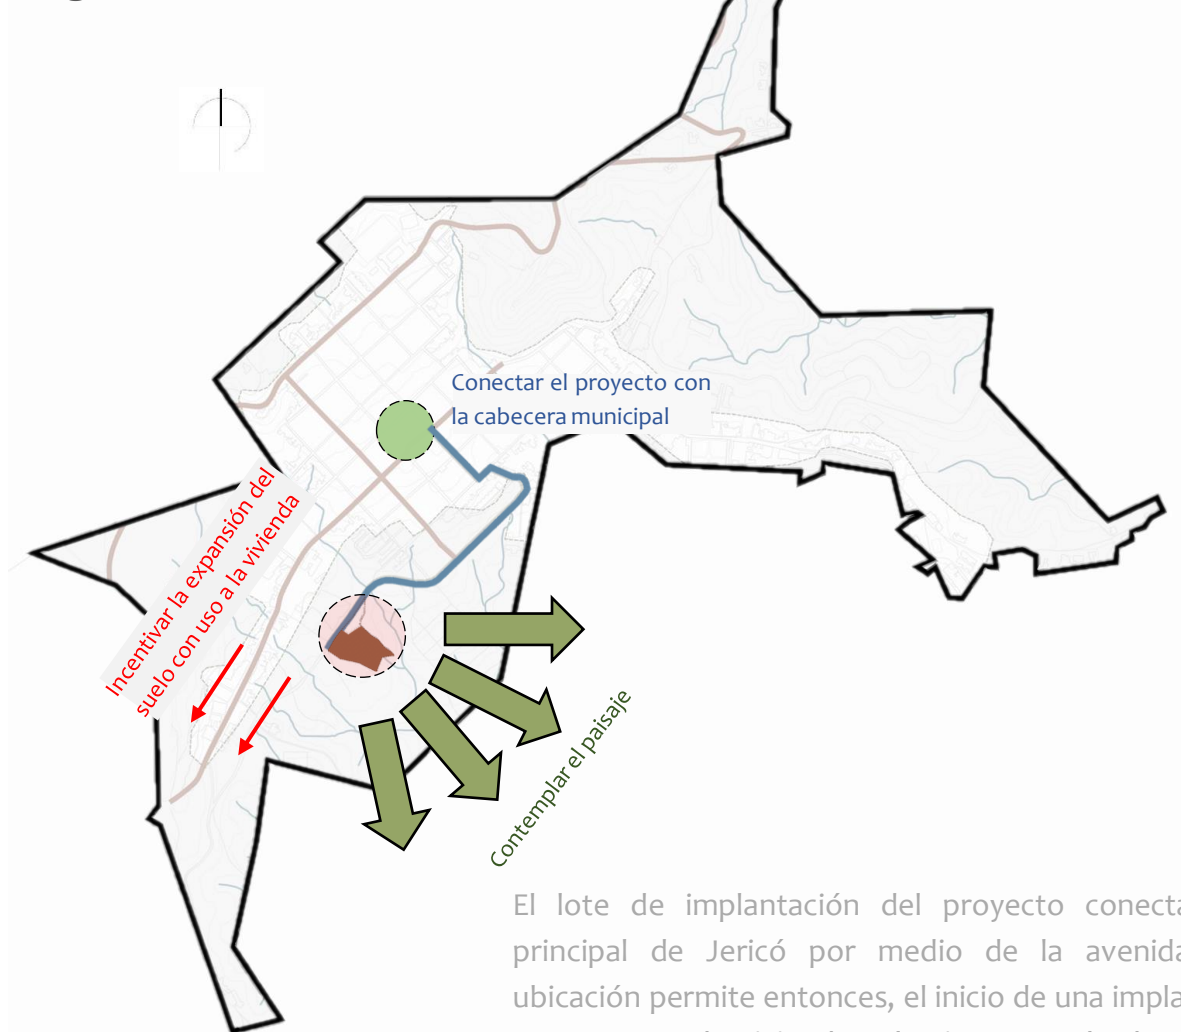 Conectar el proyecto con
la cabecera municipal
Incentivar la expansión del
suelo con uso a la vivienda
Contemplar el paisaje
El lote de implantación del proyecto conecta
principal de Jericó por medio de la avenida
ubicación permite entonces, el inicio de una impla